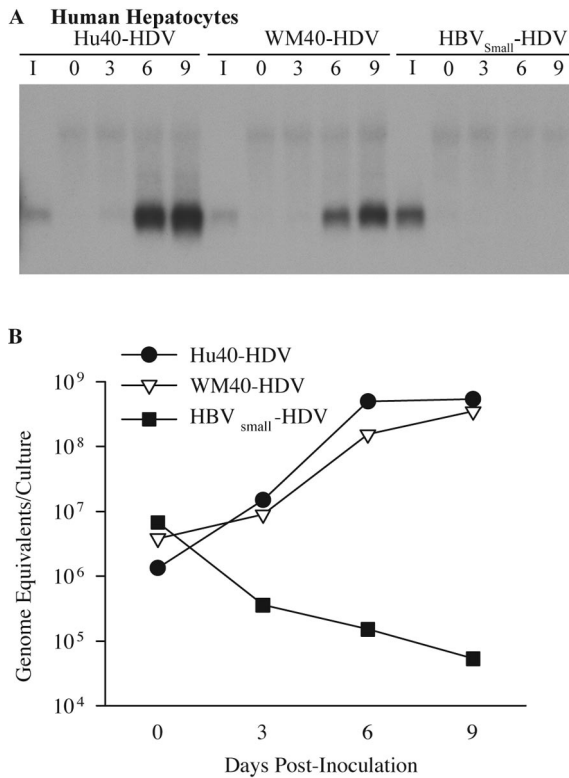 A Human Hepatocytes
Hu40-HDV WM40-HDV HBVSmall-HDV
I 0 3 6 9 I 0 3 6 9 I 0 3 6 9
B
Hu40-HDV
WM40-HDV
HBV small-HDV
10⁹
10⁸
10⁷
10⁶
10⁵
10⁴
Genome Equivalents/Culture
0 3 6 9
Days Post-Inoculation